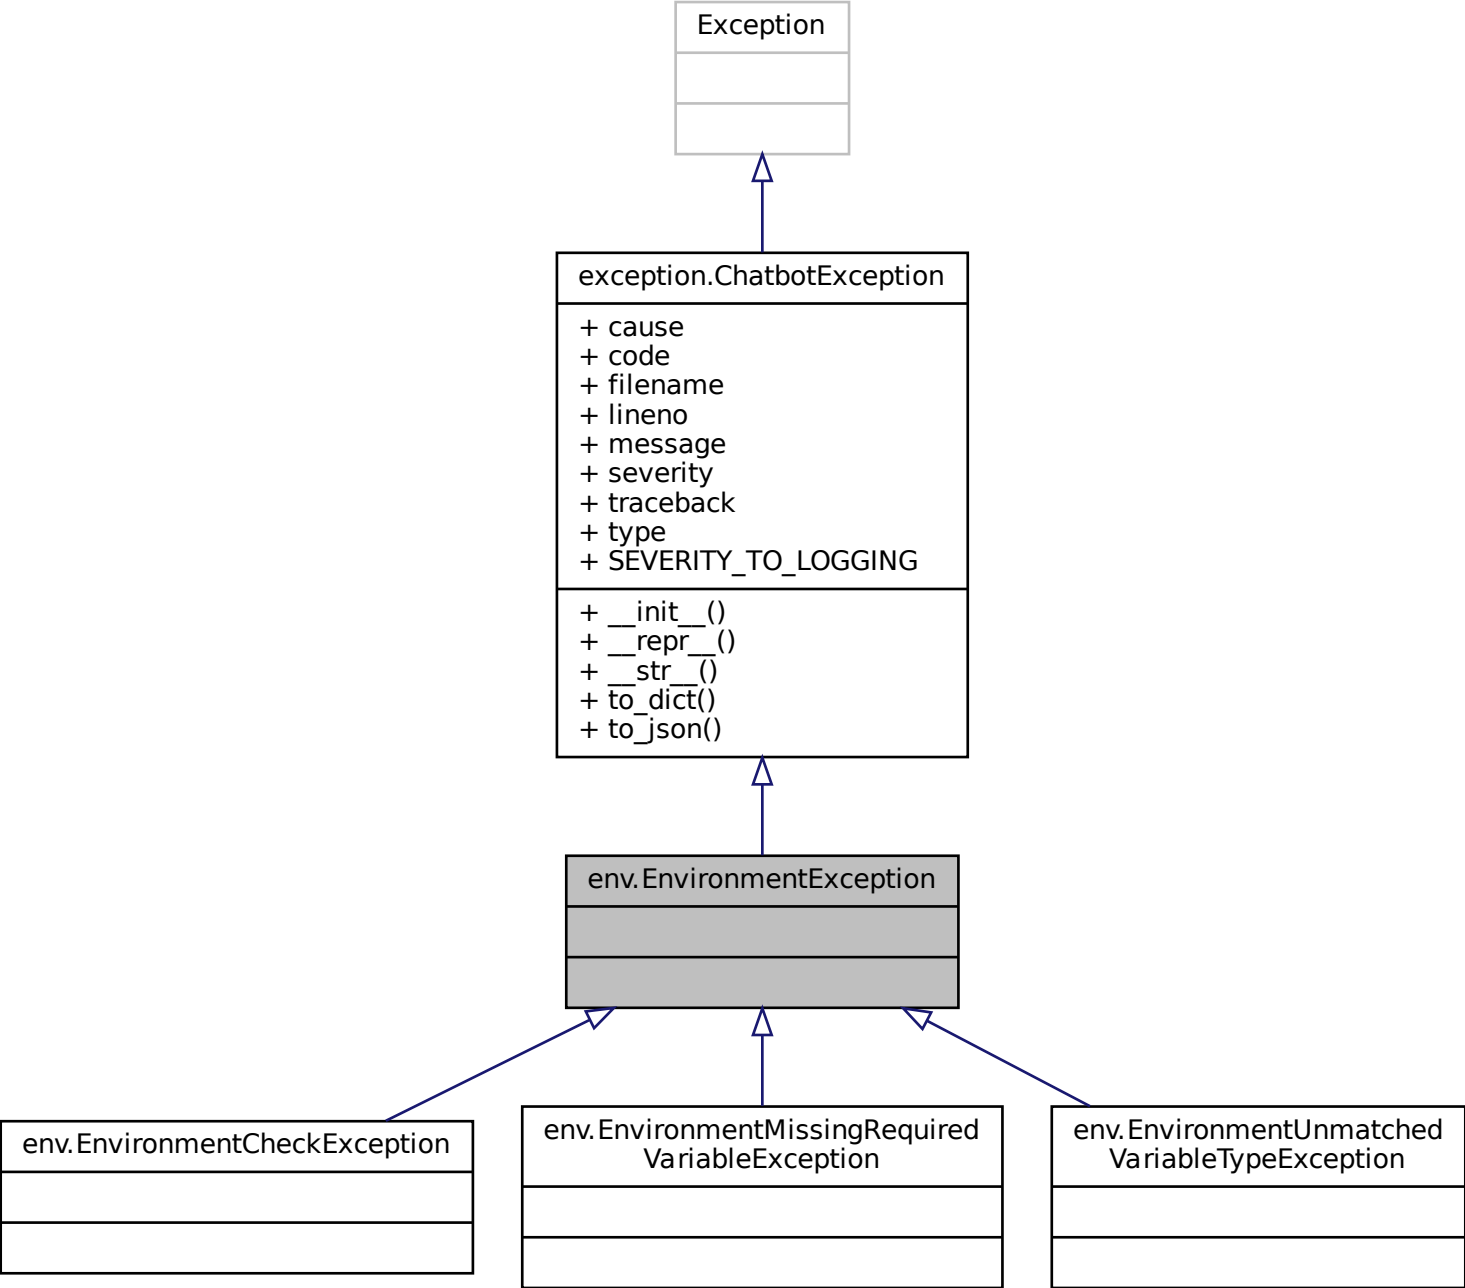 Exception
exception.ChatbotException
+ cause
+ code
+ filename
+ lineno
+ message
+ severity
+ traceback
+ type
+ SEVERITY_TO_LOGGING
+ __init__()
+ __repr__()
+ __str__()
+ to_dict()
+ to_json()
env.EnvironmentException
env.EnvironmentCheckException
env.EnvironmentMissingRequired
VariableException
env.EnvironmentUnmatched
VariableTypeException